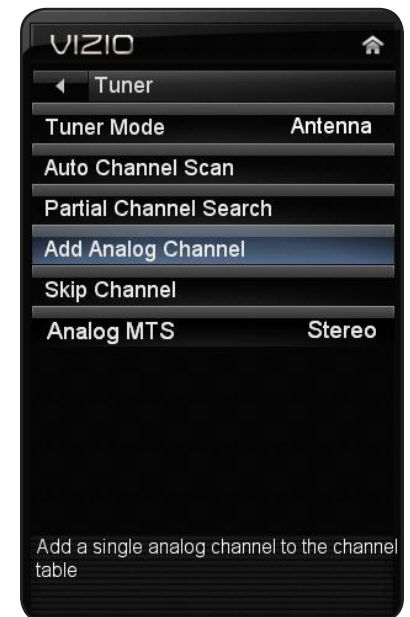 VIZIO
Tuner
Tuner Mode Antenna
Auto Channel Scan
Partial Channel Search
Add Analog Channel
Skip Channel
Analog MTS Stereo
Add a single analog channel to the channel
table